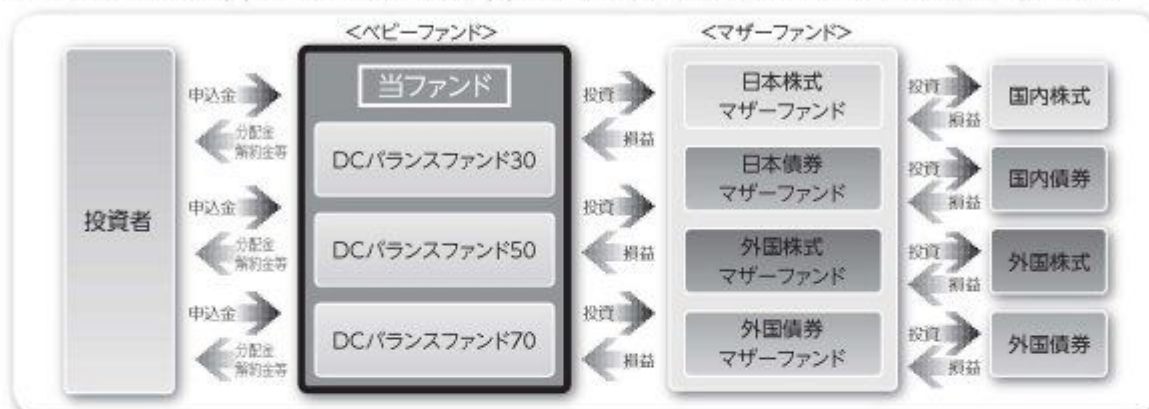 <ベビーファンド>
<マザーファンド>
投資者
申込金
分配金
解約金等
申込金
分配金
解約金等
申込金
分配金
解約金等
当ファンド
DCバランスファンド30
DCバランスファンド50
DCバランスファンド70
投資
損益
投資
損益
投資
損益
日本株式
マザーファンド
日本債券
マザーファンド
外国株式
マザーファンド
外国債券
マザーファンド
投資
損益
投資
損益
投資
損益
投資
損益
国内株式
国内債券
外国株式
外国債券